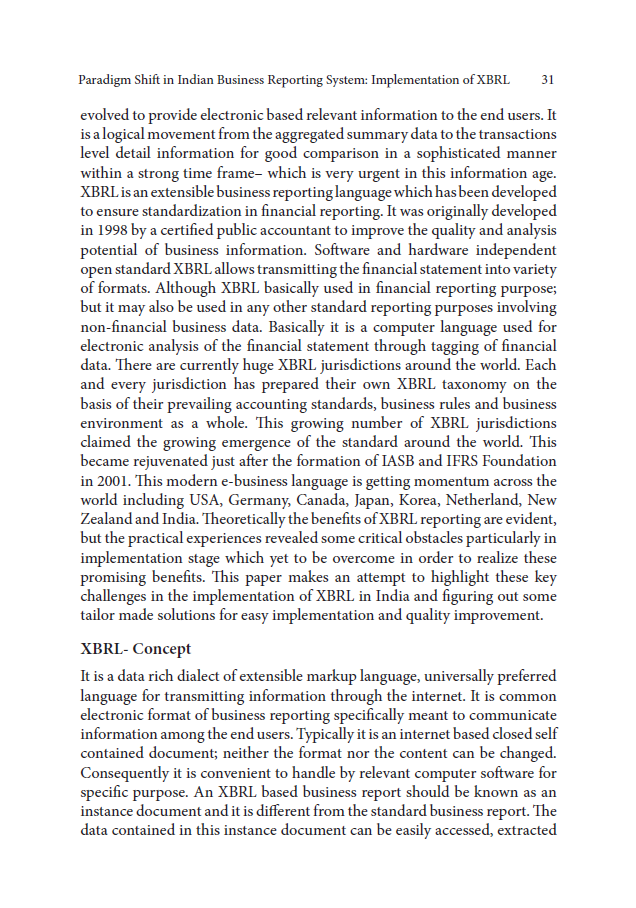 Paradigm Shift in Indian Business Reporting System: Implementation of XBRL 31
evolved to provide electronic based relevant information to the end users. It
is a logical movement from the aggregated summary data to the transactions
level detail information for good comparison in a sophisticated manner
within a strong time frame– which is very urgent in this information age.
XBRL is an extensible business reporting language which has been developed
to ensure standardization in financial reporting. It was originally developed
in 1998 by a certified public accountant to improve the quality and analysis
potential of business information. Software and hardware independent
open standard XBRL allows transmitting the financial statement into variety
of formats. Although XBRL basically used in financial reporting purpose;
but it may also be used in any other standard reporting purposes involving
non-financial business data. Basically it is a computer language used for
electronic analysis of the financial statement through tagging of financial
data. There are currently huge XBRL jurisdictions around the world. Each
and every jurisdiction has prepared their own XBRL taxonomy on the
basis of their prevailing accounting standards, business rules and business
environment as a whole. This growing number of XBRL jurisdictions
claimed the growing emergence of the standard around the world. This
became rejuvenated just after the formation of IASB and IFRS Foundation
in 2001. This modern e-business language is getting momentum across the
world including USA, Germany, Canada, Japan, Korea, Netherland, New
Zealand and India. Theoretically the benefits of XBRL reporting are evident,
but the practical experiences revealed some critical obstacles particularly in
implementation stage which yet to be overcome in order to realize these
promising benefits. This paper makes an attempt to highlight these key
challenges in the implementation of XBRL in India and figuring out some
tailor made solutions for easy implementation and quality improvement.
XBRL- Concept
It is a data rich dialect of extensible markup language, universally preferred
language for transmitting information through the internet. It is common
electronic format of business reporting specifically meant to communicate
information among the end users. Typically it is an internet based closed self
contained document; neither the format nor the content can be changed.
Consequently it is convenient to handle by relevant computer software for
specific purpose. An XBRL based business report should be known as an
instance document and it is different from the standard business report. The
data contained in this instance document can be easily accessed, extracted